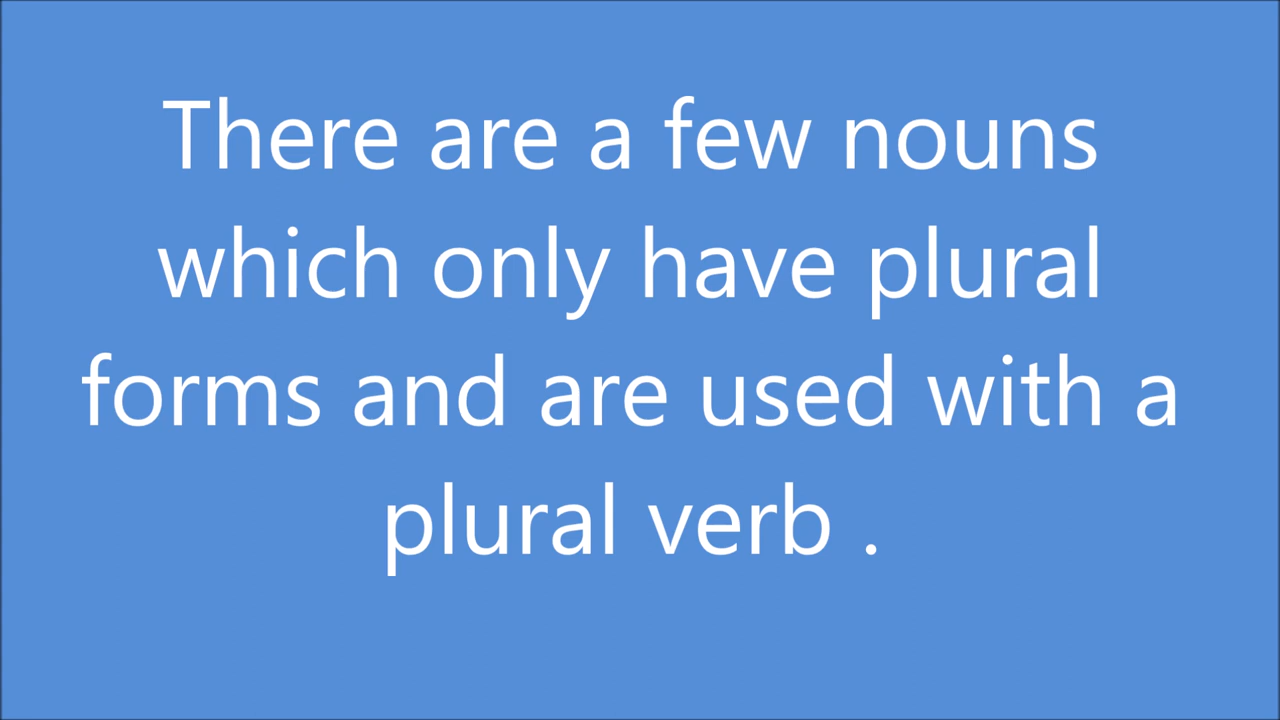 There are a few nouns
which only have plural
forms and are used with a
plural verb .